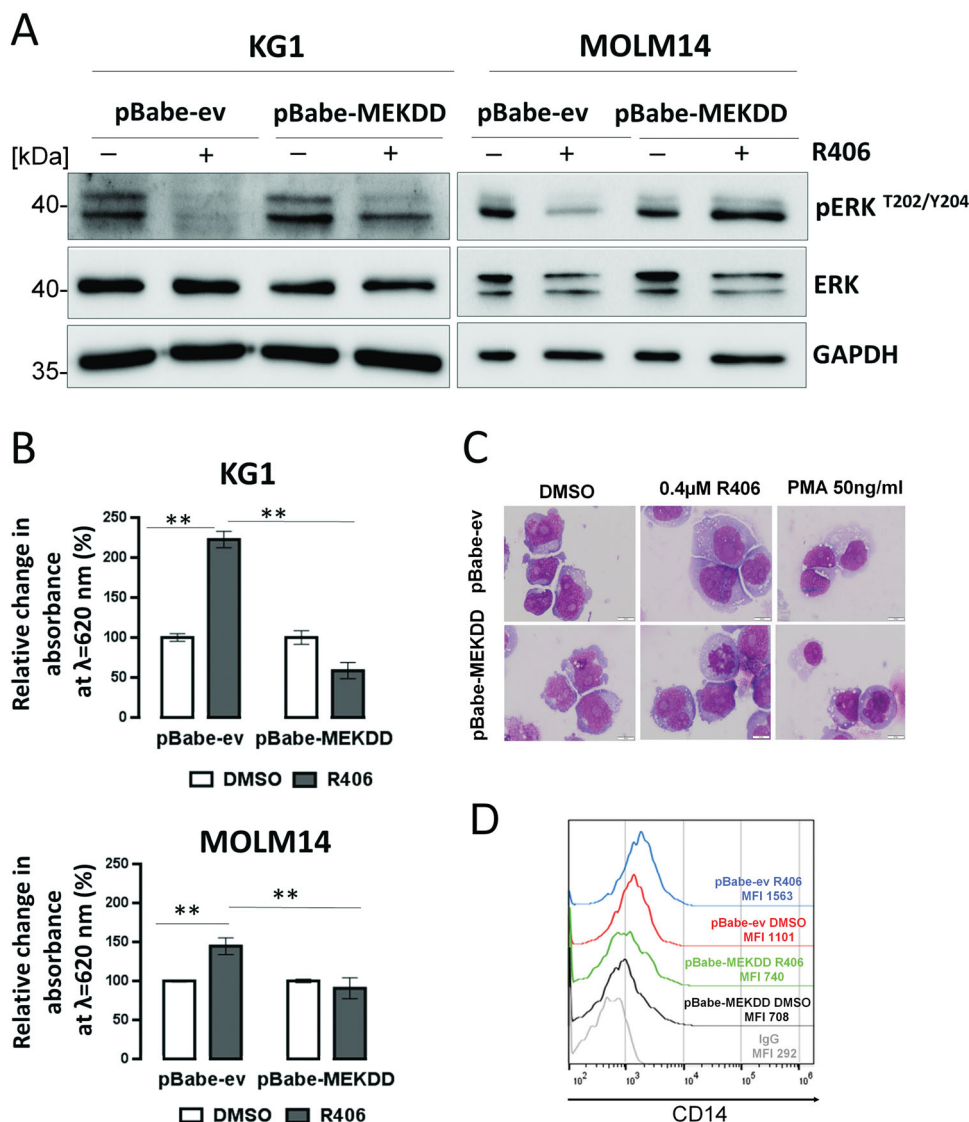 A
KG1
MOLM14
pBabe-ev
pBabe-MEKDD
pBabe-ev
pBabe-MEKDD
[kDa]
− + − + − + − + R406
40-
pERK T202/Y204
40-
ERK
35-
GAPDH
B
KG1
Relative change in
absorbance
at λ=620 nm (%)
250
200
150
100
50
0
** **
pBabe-ev pBabe-MEKDD
DMSO R406
MOLM14
Relative change in
absorbance
at λ=620 nm (%)
250
200
150
100
50
0
** **
pBabe-ev pBabe-MEKDD
DMSO R406
C
DMSO 0.4µM R406 PMA 50ng/ml
pBabe-ev
pBabe-MEKDD
D
pBabe-ev R406
MFI 1563
pBabe-ev DMSO
MFI 1101
pBabe-MEKDD R406
MFI 740
pBabe-MEKDD DMSO
MFI 708
IgG
MFI 292
10² 10³ 10⁴ 10⁵ 10⁶
CD14